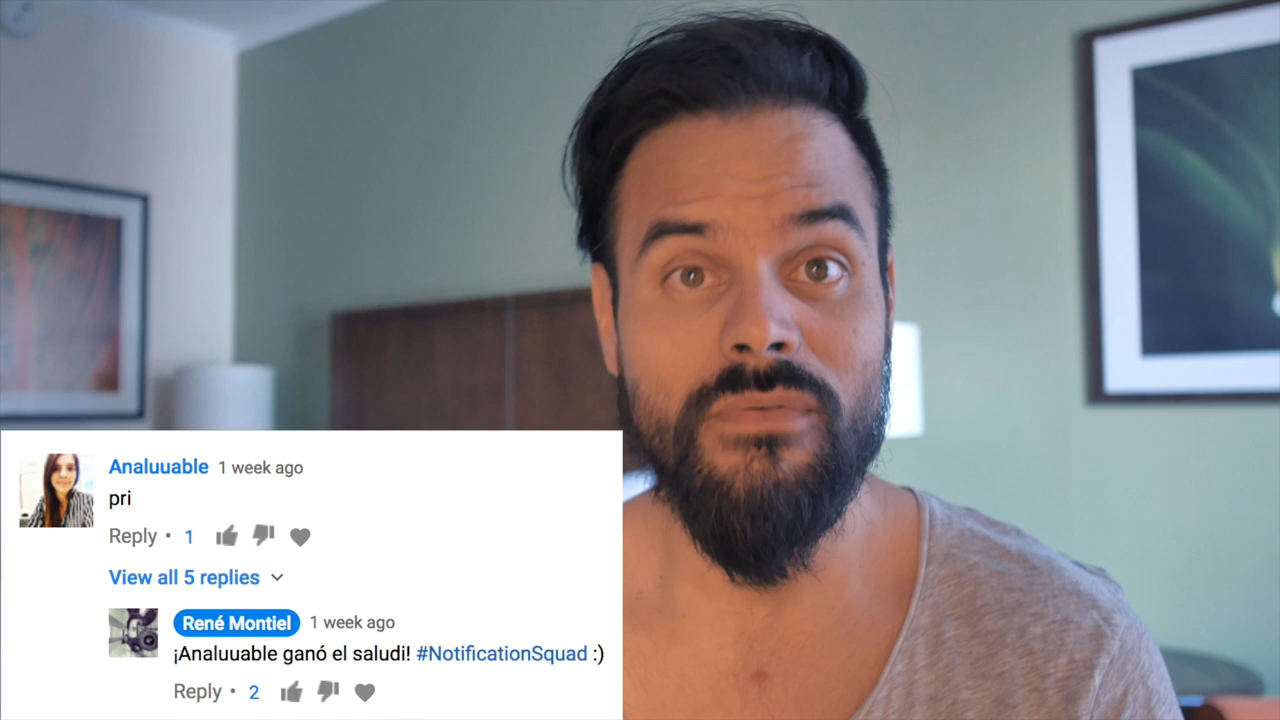 Analuuable 1 week ago
pri
Reply • 1
View all 5 replies
René Montiel 1 week ago
¡Analuuable ganó el saludi! #NotificationSquad :)
Reply • 2